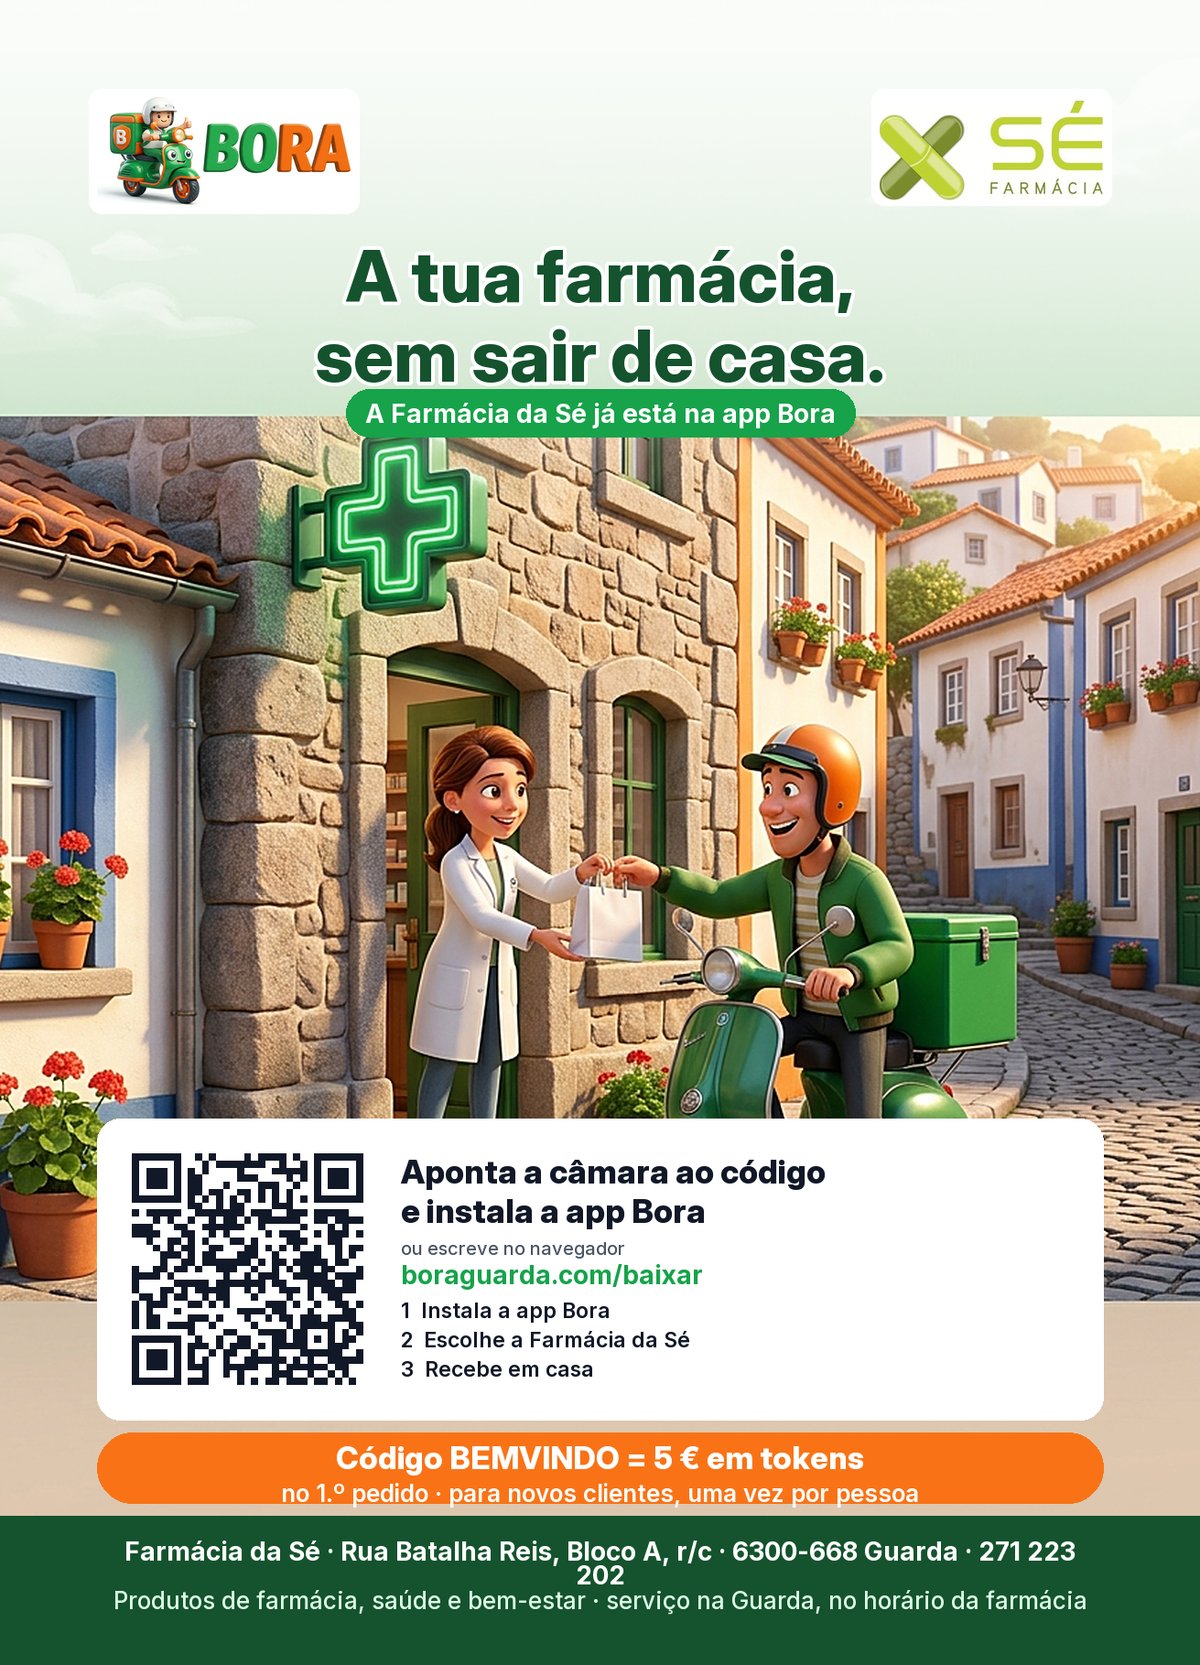 B
BORA
SÉ
FARMÁCIA
A tua farmácia,
sem sair de casa.
A Farmácia da Sé já está na app Bora
Aponta a câmara ao código
e instala a app Bora
ou escreve no navegador
boraguarda.com/baixar
1 Instala a app Bora
2 Escolhe a Farmácia da Sé
3 Recebe em casa
Código BEMVINDO = 5 € em tokens
no 1.º pedido · para novos clientes, uma vez por pessoa
Farmácia da Sé · Rua Batalha Reis, Bloco A, r/c · 6300-668 Guarda · 271 223
202
Produtos de farmácia, saúde e bem-estar · serviço na Guarda, no horário da farmácia